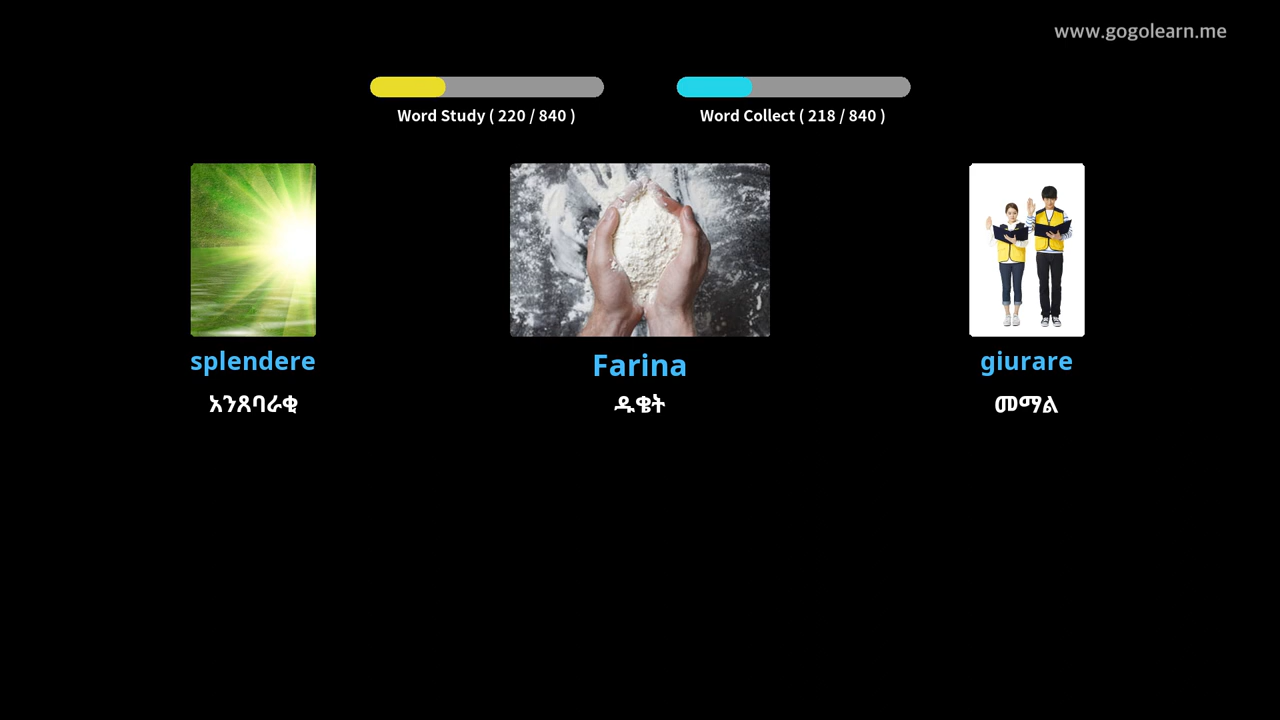 www.gogolearn.me
Word Study ( 220 / 840 )
Word Collect ( 218 / 840 )
splendere
Farina
giurare
አንጸባራቂ
ዱቄት
መማል